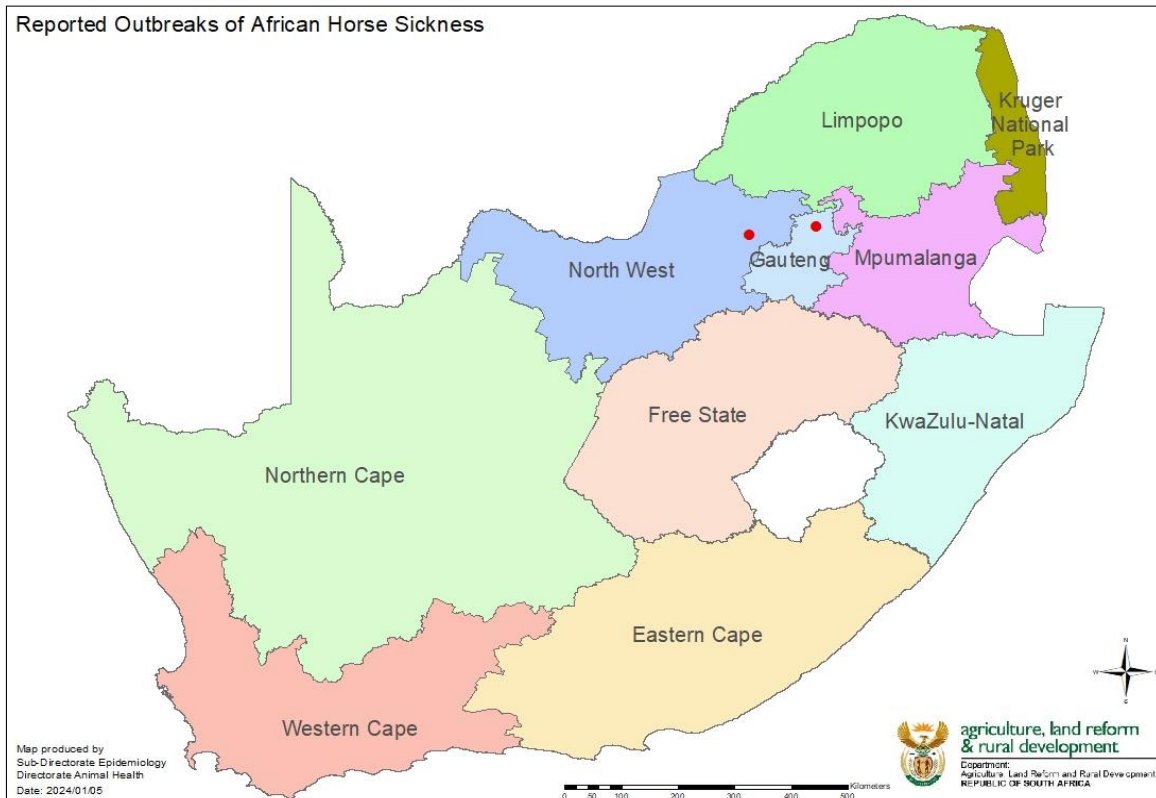 Reported Outbreaks of African Horse Sickness
Limpopo
Kruger
National
Park
North West
Gauteng
Mpumalanga
Free State
KwaZulu-Natal
Northern Cape
Eastern Cape
Western Cape
N
W
S
Map produced by
Sub-Directorate Epidemiology
Directorate Animal Health
Date: 2024/01/05
0 50 100 200 300 400 500
Kilometers
agriculture, land reform
& rural development
Department:
Agriculture, Land Reform and Rural Development
REPUBLIC OF SOUTH AFRICA